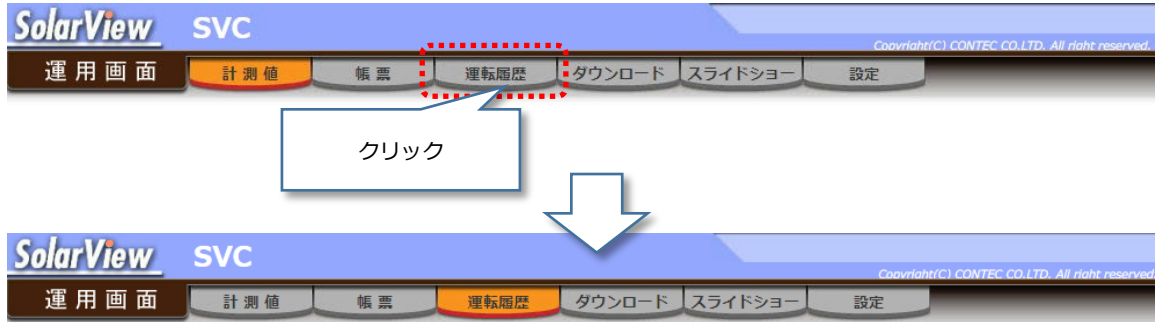 SolarView SVC
Copyright(C) CONTEC CO.LTD. All right reserved.
運用画面 計測値 帳票 運転履歴 ダウンロード スライドショー 設定
クリック
SolarView SVC
Copyright(C) CONTEC CO.LTD. All right reserved.
運用画面 計測値 帳票 運転履歴 ダウンロード スライドショー 設定